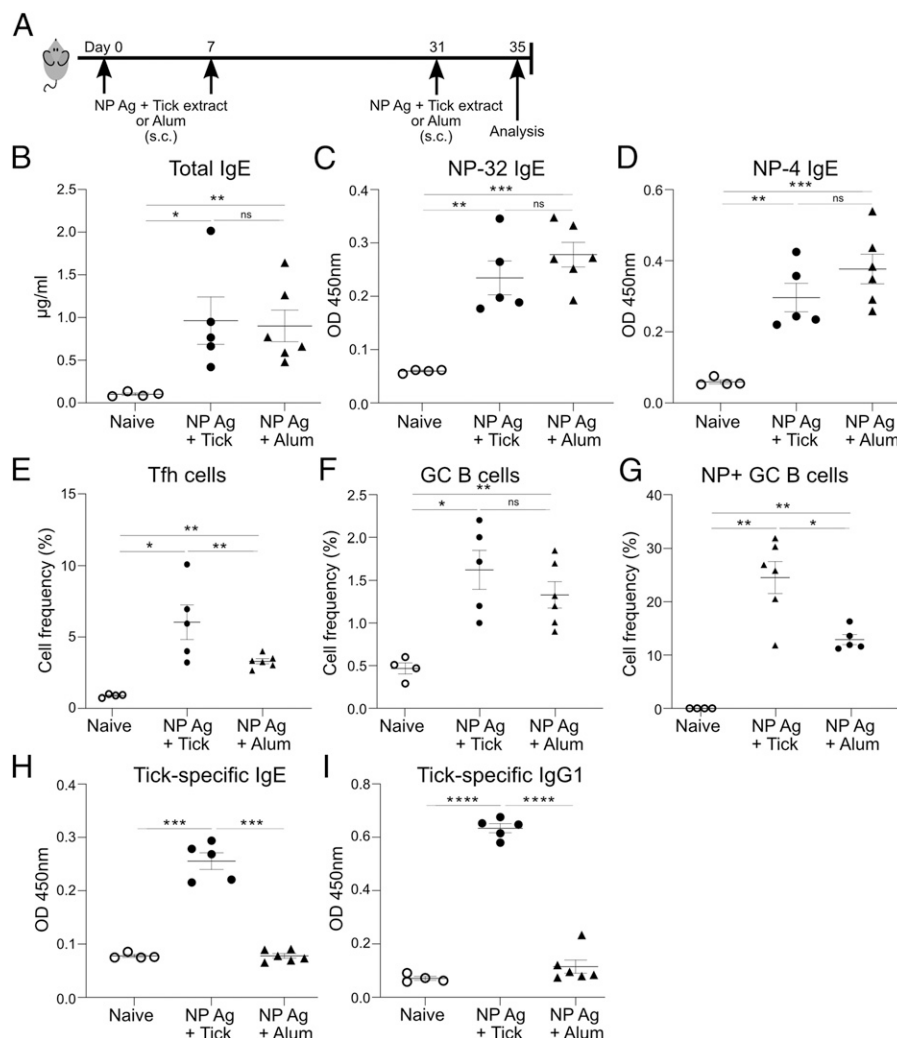 A
Day 0 7 31 35
NP Ag + Tick extract
or Alum
(s.c.)
NP Ag + Tick extract
or Alum
(s.c.)
Analysis
B
Total IgE
**
* ns
µg/ml
2.5
2.0
1.5
1.0
0.5
0.0
Naive NP Ag + Tick NP Ag + Alum
C
NP-32 IgE
***
** ns
OD 450nm
0.4
0.3
0.2
0.1
0.0
Naive NP Ag + Tick NP Ag + Alum
D
NP-4 IgE
***
** ns
OD 450nm
0.6
0.4
0.2
0.0
Naive NP Ag + Tick NP Ag + Alum
E
Tfh cells
**
* **
Cell frequency (%)
15
10
5
0
Naive NP Ag + Tick NP Ag + Alum
F
GC B cells
**
* ns
Cell frequency (%)
2.5
2.0
1.5
1.0
0.5
0.0
Naive NP Ag + Tick NP Ag + Alum
G
NP+ GC B cells
**
** *
Cell frequency (%)
40
30
20
10
0
Naive NP Ag + Tick NP Ag + Alum
H
Tick-specific IgE
*** ***
OD 450nm
0.4
0.3
0.2
0.1
0.0
Naive NP Ag + Tick NP Ag + Alum
I
Tick-specific IgG1
**** ****
OD 450nm
0.8
0.6
0.4
0.2
0.0
Naive NP Ag + Tick NP Ag + Alum